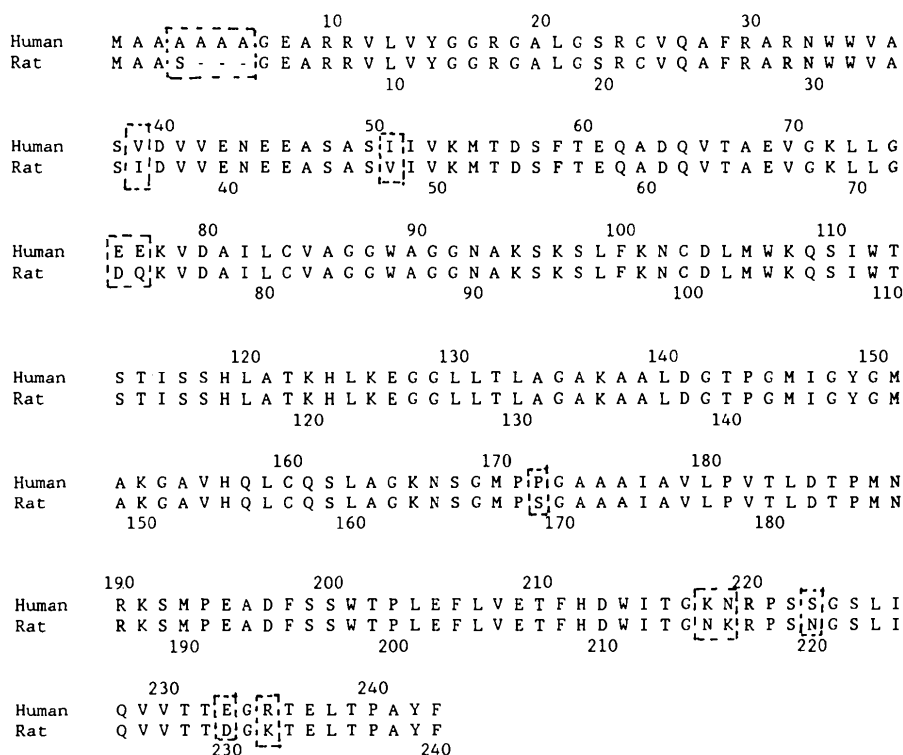 10 20 30
Human M A A A A A A G E A R R V L V Y G G R G A L G S R C V Q A F R A R N W W V A
Rat M A A S - - - G E A R R V L V Y G G R G A L G S R C V Q A F R A R N W W V A
10 20 30
40 50 60 70
Human S V D V V E N E E A S A S I I V K M T D S F T E Q A D Q V T A E V G K L L G
Rat S I D V V E N E E A S A S V I V K M T D S F T E Q A D Q V T A E V G K L L G
40 50 60 70
80 90 100 110
Human E E K V D A I L C V A G G W A G G N A K S K S L F K N C D L M W K Q S I W T
Rat D Q K V D A I L C V A G G W A G G N A K S K S L F K N C D L M W K Q S I W T
80 90 100 110
120 130 140 150
Human S T I S S H L A T K H L K E G G L L T L A G A K A A L D G T P G M I G Y G M
Rat S T I S S H L A T K H L K E G G L L T L A G A K A A L D G T P G M I G Y G M
120 130 140
160 170 180
Human A K G A V H Q L C Q S L A G K N S G M P P G A A A I A V L P V T L D T P M N
Rat A K G A V H Q L C Q S L A G K N S G M P S G A A A I A V L P V T L D T P M N
150 160 170 180
190 200 210 220
Human R K S M P E A D F S S W T P L E F L V E T F H D W I T G K N R P S S G S L I
Rat R K S M P E A D F S S W T P L E F L V E T F H D W I T G N K R P S N G S L I
190 200 210 220
230 240
Human Q V V T T E G R T E L T P A Y F
Rat Q V V T T D G K T E L T P A Y F
230 240